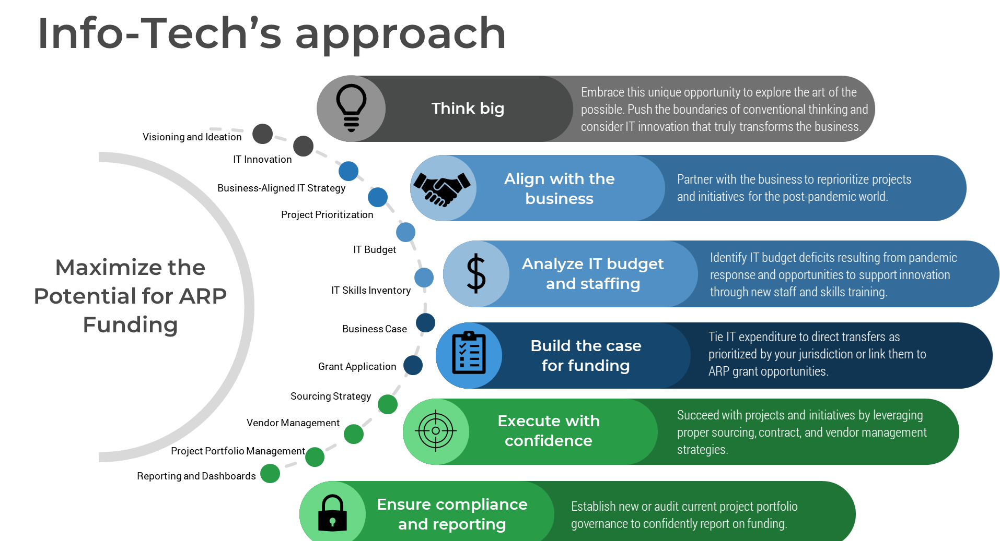 Info-Tech’s approach
Think big
Embrace this unique opportunity to explore the art of the
possible. Push the boundaries of conventional thinking and
consider IT innovation that truly transforms the business.
Visioning and Ideation
IT Innovation
Business-Aligned IT Strategy
Project Prioritization
IT Budget
IT Skills Inventory
Business Case
Grant Application
Sourcing Strategy
Vendor Management
Project Portfolio Management
Reporting and Dashboards
Maximize the
Potential for ARP
Funding
Align with the
business
Partner with the business to reprioritize projects
and initiatives for the post-pandemic world.
$
Analyze IT budget
and staffing
Identify IT budget deficits resulting from pandemic
response and opportunities to support innovation
through new staff and skills training.
Build the case
for funding
Tie IT expenditure to direct transfers as
prioritized by your jurisdiction or link them to
ARP grant opportunities.
Execute with
confidence
Succeed with projects and initiatives by leveraging
proper sourcing, contract, and vendor management
strategies.
Ensure compliance
and reporting
Establish new or audit current project portfolio
governance to confidently report on funding.